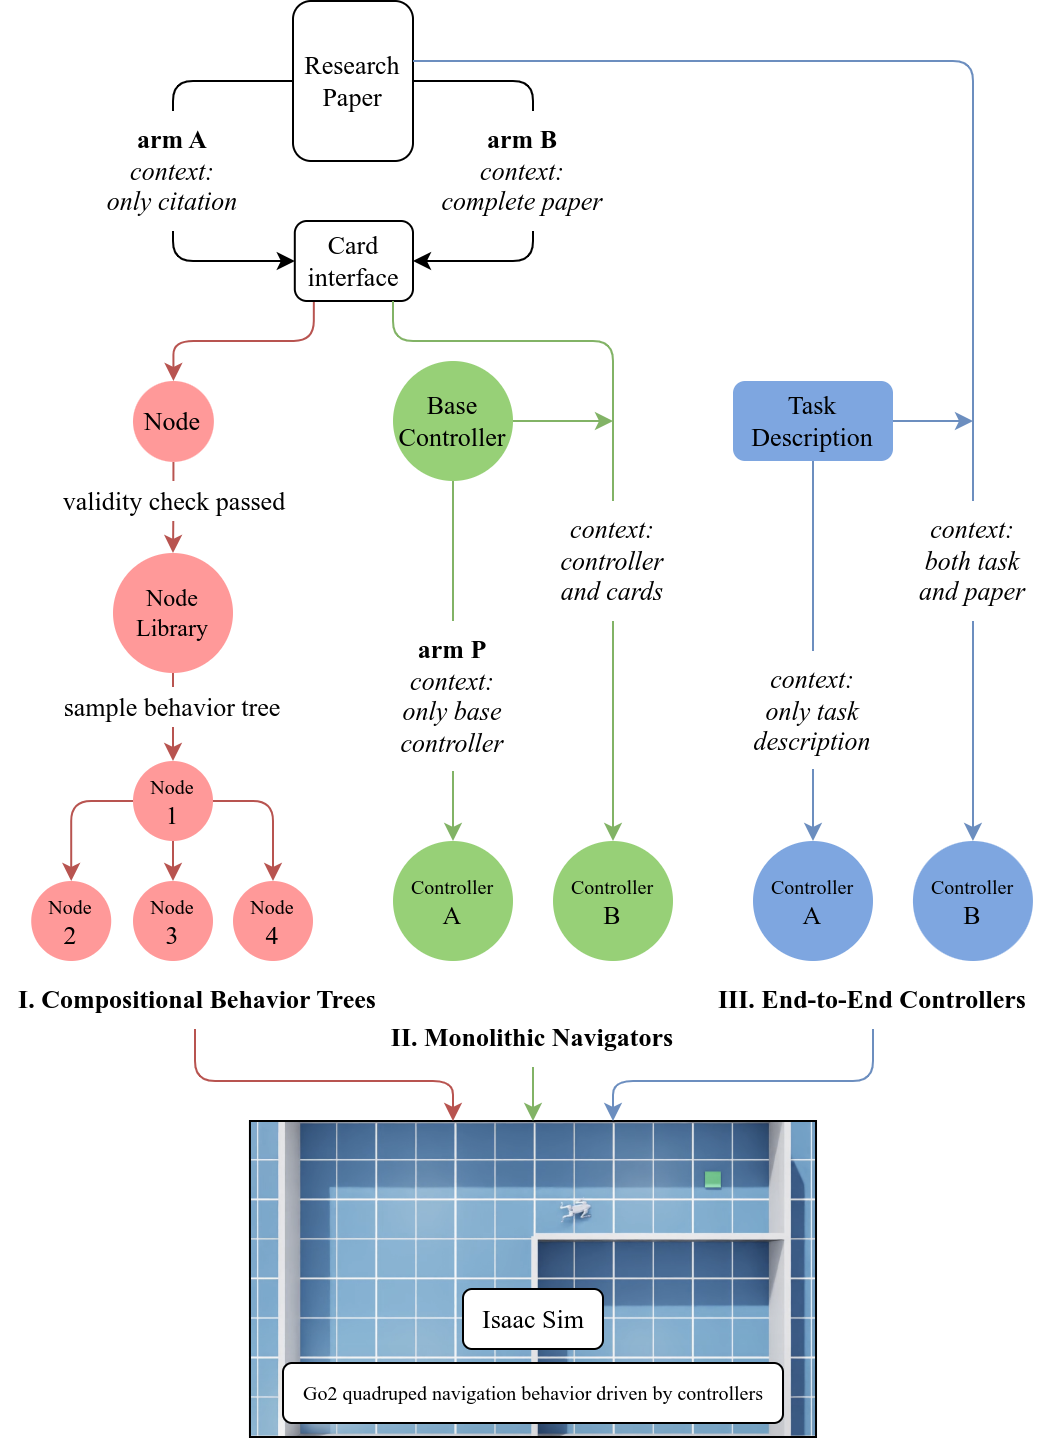 Research
Paper
arm A
context:
only citation
arm B
context:
complete paper
Card
interface
Node
validity check passed
Node
Library
sample behavior tree
Node
1
Node
2
Node
3
Node
4
Base
Controller
arm P
context:
only base
controller
context:
controller
and cards
Controller
A
Controller
B
Task
Description
context:
only task
description
context:
both task
and paper
Controller
A
Controller
B
I. Compositional Behavior Trees
II. Monolithic Navigators
III. End-to-End Controllers
Isaac Sim
Go2 quadruped navigation behavior driven by controllers